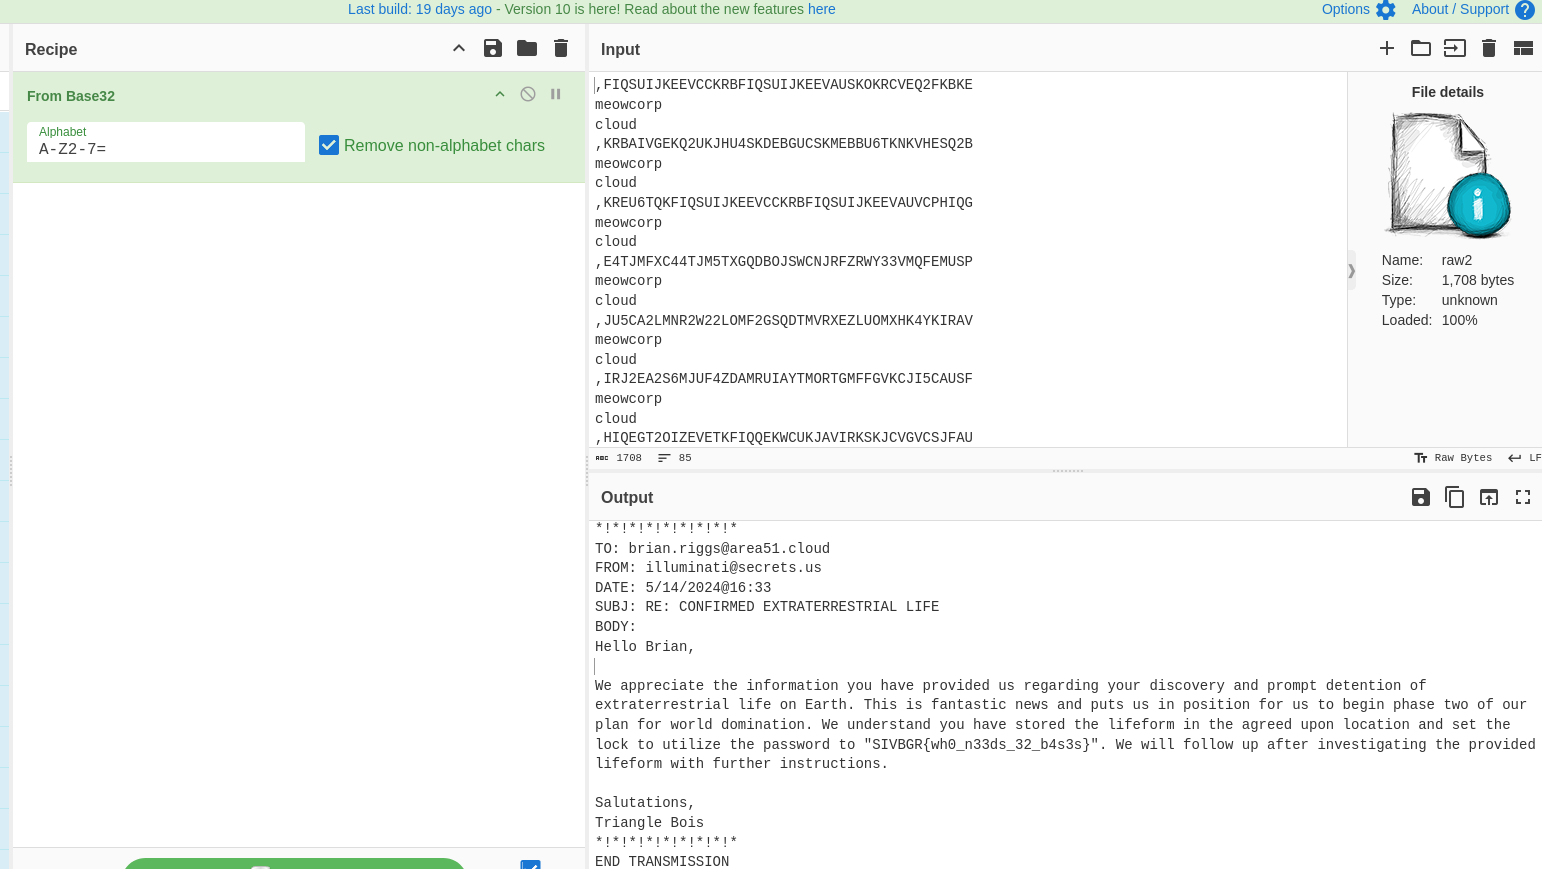 Last build: 19 days ago - Version 10 is here! Read about the new features here
Options
About / Support
Recipe
From Base32
Alphabet
A-Z2-7=
Remove non-alphabet chars
Input
,FIQSUIJKEEVCCKRBFIQSUIJKEEVAUSKOKRCVEQ2FKBKE
meowcorp
cloud
,KRBAIVGEKQ2UKJHU4SKDEBGUCSKMEBBU6TKNKVHESQ2B
meowcorp
cloud
,KREU6TQKFIQSUIJKEEVCCKRBFIQSUIJKEEVAUVCPHIQG
meowcorp
cloud
,E4TJMFXC44TJM5TXGQDBOJSWCNJRFZRWY33VMQFEMUSP
meowcorp
cloud
,JU5CA2LMNR2W22LOMF2GSQDTMVRXEZLUOMXHK4YKIRAV
meowcorp
cloud
,IRJ2EA2S6MJUF4ZDAMRUIAYTMORTGMFFGVKCJI5CAUSF
meowcorp
cloud
,HIQEGT2OIZEVETKFIQQEKWCUKJAVIRKSKJCVGVCSJFAU
ABC 1708 85
Raw Bytes LF
File details
Name: raw2
Size: 1,708 bytes
Type: unknown
Loaded: 100%
Output
*!*!*!*!*!*!*!*!*
TO: brian.riggs@area51.cloud
FROM: illuminati@secrets.us
DATE: 5/14/2024@16:33
SUBJ: RE: CONFIRMED EXTRATERRESTRIAL LIFE
BODY:
Hello Brian,
We appreciate the information you have provided us regarding your discovery and prompt detention of
extraterrestrial life on Earth. This is fantastic news and puts us in position for us to begin phase two of our
plan for world domination. We understand you have stored the lifeform in the agreed upon location and set the
lock to utilize the password to "SIVBGR{wh0_n33ds_32_b4s3s}". We will follow up after investigating the provided
lifeform with further instructions.
Salutations,
Triangle Bois
*!*!*!*!*!*!*!*!*
END TRANSMISSION